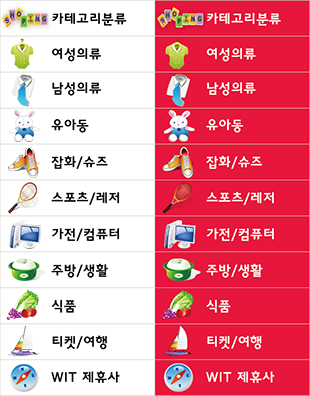 SHOPING 카테고리분류 SHOPING 카테고리분류
여성의류 여성의류
남성의류 남성의류
유아동 유아동
잡화/슈즈 잡화/슈즈
스포츠/레저 스포츠/레저
가전/컴퓨터 가전/컴퓨터
주방/생활 주방/생활
식품 식품
티켓/여행 티켓/여행
WIT 제휴사 WIT 제휴사